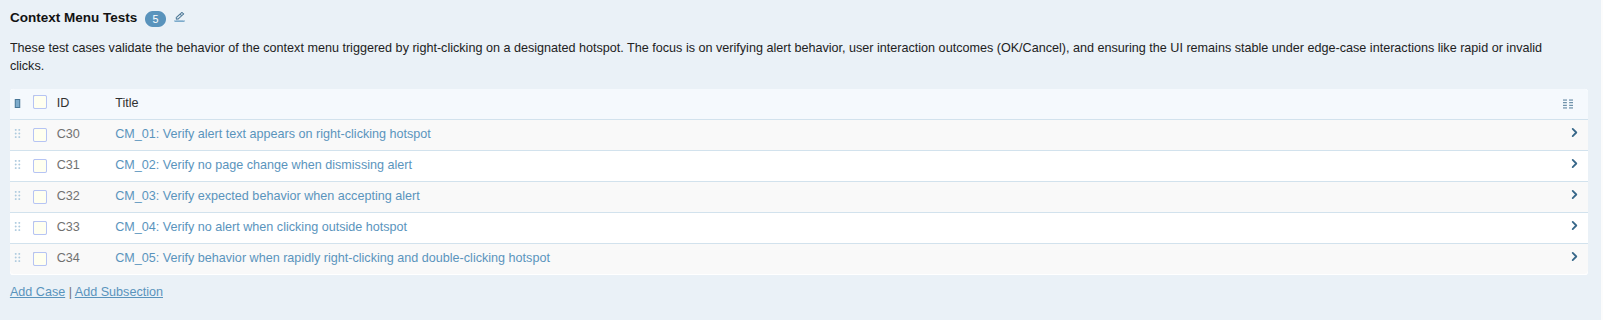 Context Menu Tests 5
These test cases validate the behavior of the context menu triggered by right-clicking on a designated hotspot. The focus is on verifying alert behavior, user interaction outcomes (OK/Cancel), and ensuring the UI remains stable under edge-case interactions like rapid or invalid
clicks.
ID Title
C30 CM_01: Verify alert text appears on right-clicking hotspot
C31 CM_02: Verify no page change when dismissing alert
C32 CM_03: Verify expected behavior when accepting alert
C33 CM_04: Verify no alert when clicking outside hotspot
C34 CM_05: Verify behavior when rapidly right-clicking and double-clicking hotspot
Add Case | Add Subsection